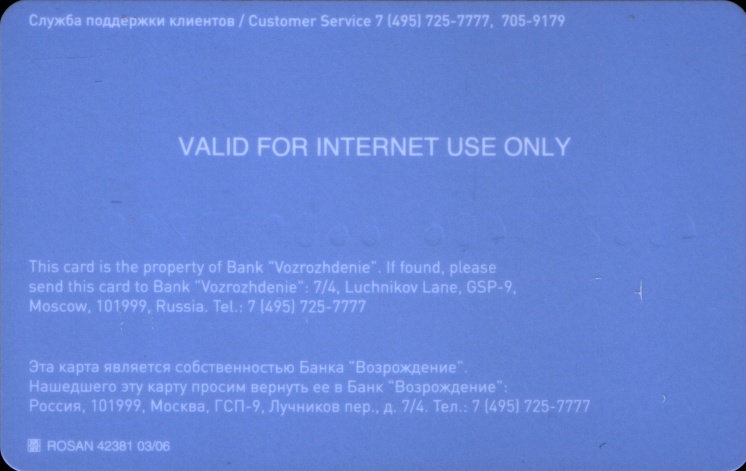 Служба поддержки клиентов / Customer Service 7 (495) 725-7777, 705-9179
VALID FOR INTERNET USE ONLY
This card is the property of Bank "Vozrozhdenie". If found, please
send this card to Bank "Vozrozhdenie": 7/4, Luchnikov Lane, GSP-9,
Moscow, 101999, Russia. Tel.: 7 (495) 725-7777
Эта карта является собственностью Банка "Возрождение".
Нашедшего эту карту просим вернуть ее в Банк "Возрождение":
Россия, 101999, Москва, ГСП-9, Лучников пер., д. 7/4. Тел.: 7 (495) 725-7777
ROSAN 42381 03/06